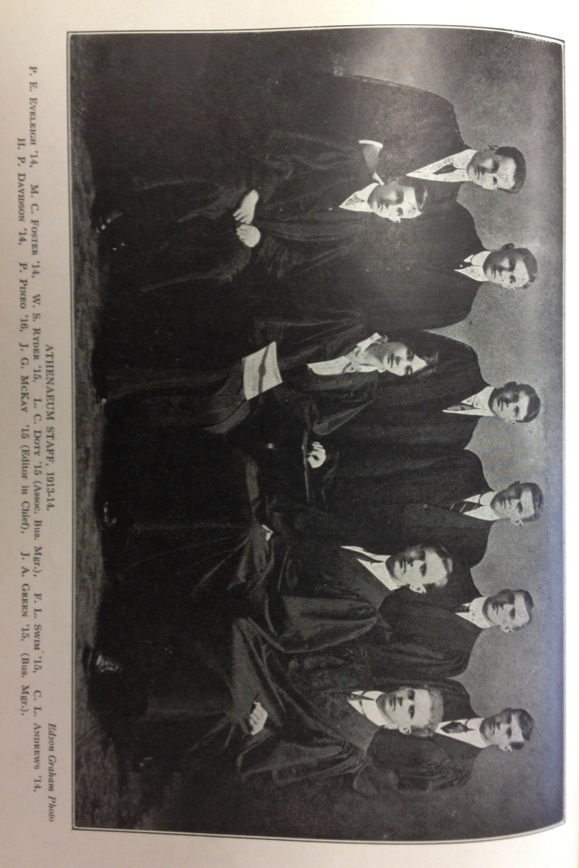 Edson Graham Photo
ATHENAEUM STAFF, 1913-14.
P. E. EVELEIGH '14, M. C. FOSTER '14, W. S. RYDER '15, L. C. DOTY '15 (Assoc. Bus. Mgr.), F. L. SWIM '15, C. L. ANDREWS '14,
H. P. DAVIDSON '14, P. PINEO '16, J. G. MCKAY '15 (Editor in Chief), J. A. GREEN '15, (Bus. Mgr.).